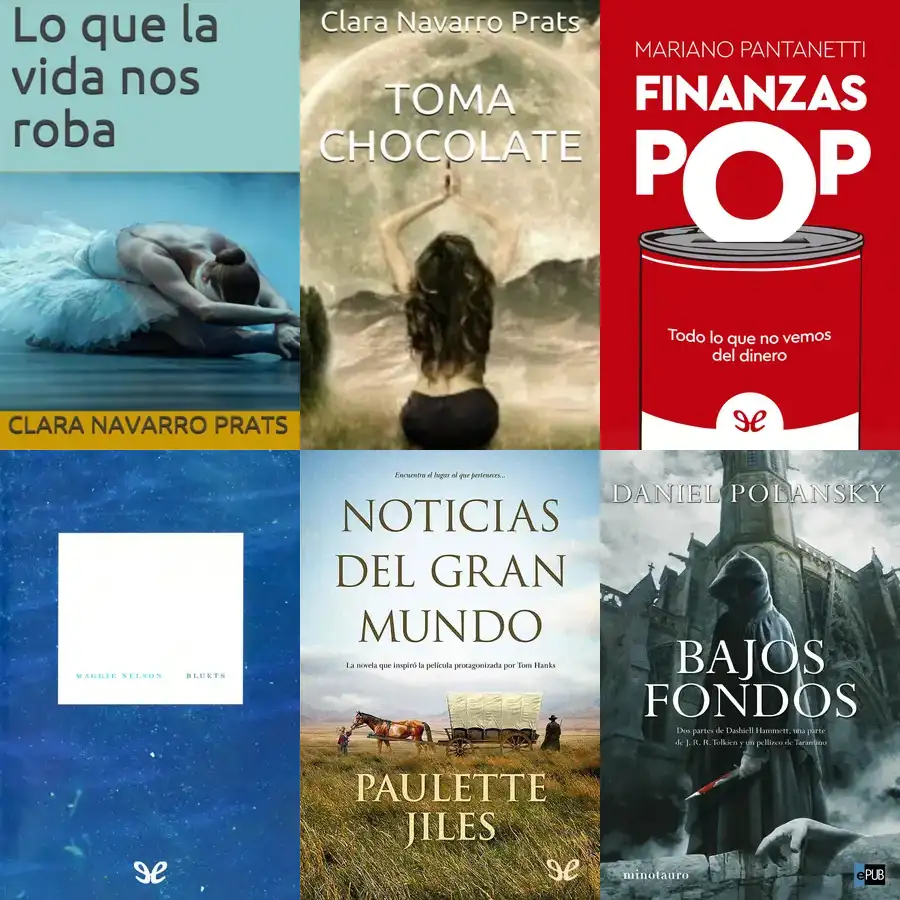 Lo que la
vida nos
roba
CLARA NAVARRO PRATS
Clara Navarro Prats
TOMA
CHOCOLATE
MARIANO PANTANETTI
FINANZAS
POP
Todo lo que no vemos
del dinero
MAGGIE NELSON BLUETS
Encuentra el lugar al que perteneces...
NOTICIAS
DEL GRAN
MUNDO
La novela que inspiró la película protagonizada por Tom Hanks
PAULETTE
JILES
DANIEL POLANSKY
BAJOS
FONDOS
Dos partes de Dashiell Hammett, una parte
de J. R. R. Tolkien y un pellizco de Tarantino
minotauro
ePUB